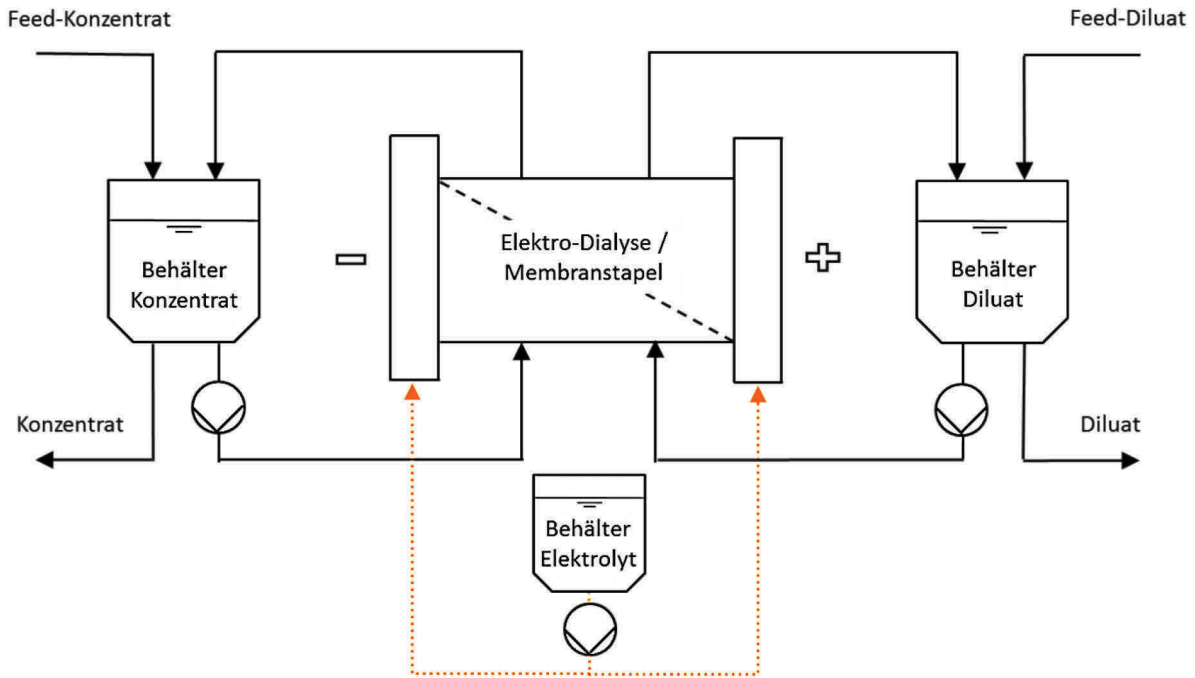 Feed-Konzentrat
Feed-Diluat
Elektro-Dialyse /
Membranstapel
Behälter
Konzentrat
Behälter
Diluat
Konzentrat
Diluat
Behälter
Elektrolyt